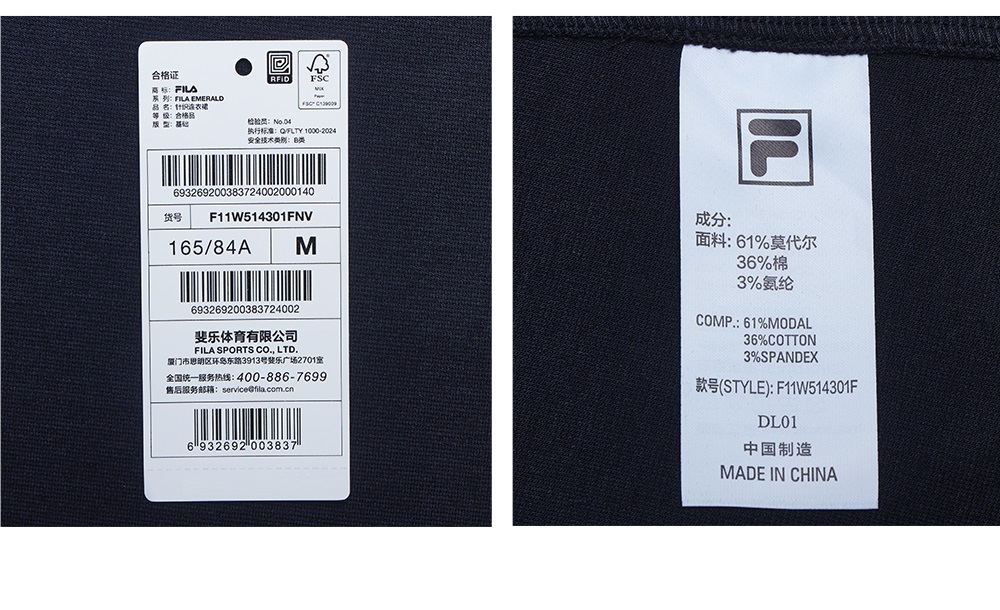 合格证
RFiD
FSC
MIX
Paper
FSC® C139909
商 标: FILA
系 列: FILA EMERALD
品 名: 针织连衣裙
等 级: 合格品
版 型: 基础
检验员: No.04
执行标准: Q/FLTY 1000-2024
安全技术类别: B类
693269200383724002000140
货号 F11W514301FNV
165/84A M
693269200383724002
斐乐体育有限公司
FILA SPORTS CO., LTD.
厦门市思明区环岛东路3913号斐乐广场2701室
全国统一服务热线: 400-886-7699
售后服务邮箱: service@fila.com.cn
6 932692 003837
F
成分:
面料: 61%莫代尔
36%棉
3%氨纶
COMP.: 61%MODAL
36%COTTON
3%SPANDEX
款号(STYLE): F11W514301F
DL01
中国制造
MADE IN CHINA